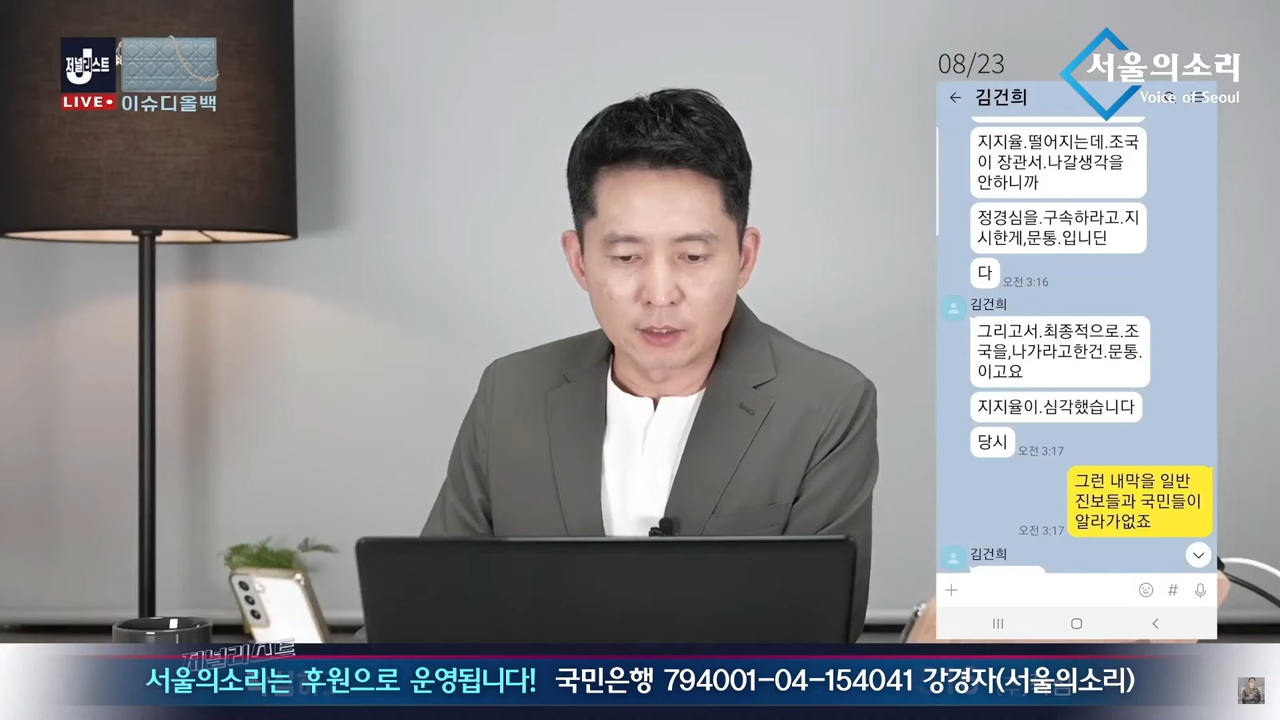 저널리스트
LIVE
이슈디올백
08/23
서울의소리
Voice of Seoul
김건희
지지율.떨어지는데.조국
이 장관서.나갈생각을
안하니까
정경심을.구속하라고.지
시한게,문통.입니딘
다
오전 3:16
김건희
그리고서.최종적으로.조
국을,나가라고한건.문통.
이고요
지지율이.심각했습니다
당시
오전 3:17
그런 내막을 일반
진보들과 국민들이
알라가없죠
오전 3:17
김건희
저널리스트
서울의소리는 후원으로 운영됩니다! 국민은행 794001-04-154041 강경자(서울의소리)